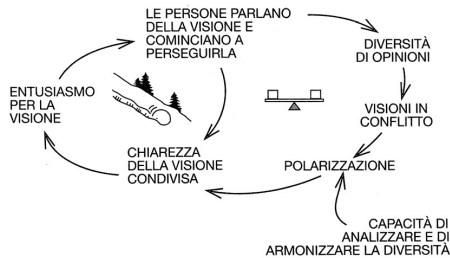 LE PERSONE PARLANO
DELLA VISIONE E
COMINCIANO A
PERSEGUIRLA
DIVERSITÀ
DI OPINIONI
ENTUSIASMO
PER LA
VISIONE
VISIONI IN
CONFLITTO
CHIAREZZA
DELLA VISIONE
CONDIVISA
POLARIZZAZIONE
CAPACITÀ DI
ANALIZZARE E DI
ARMONIZZARE LA DIVERSITÀ